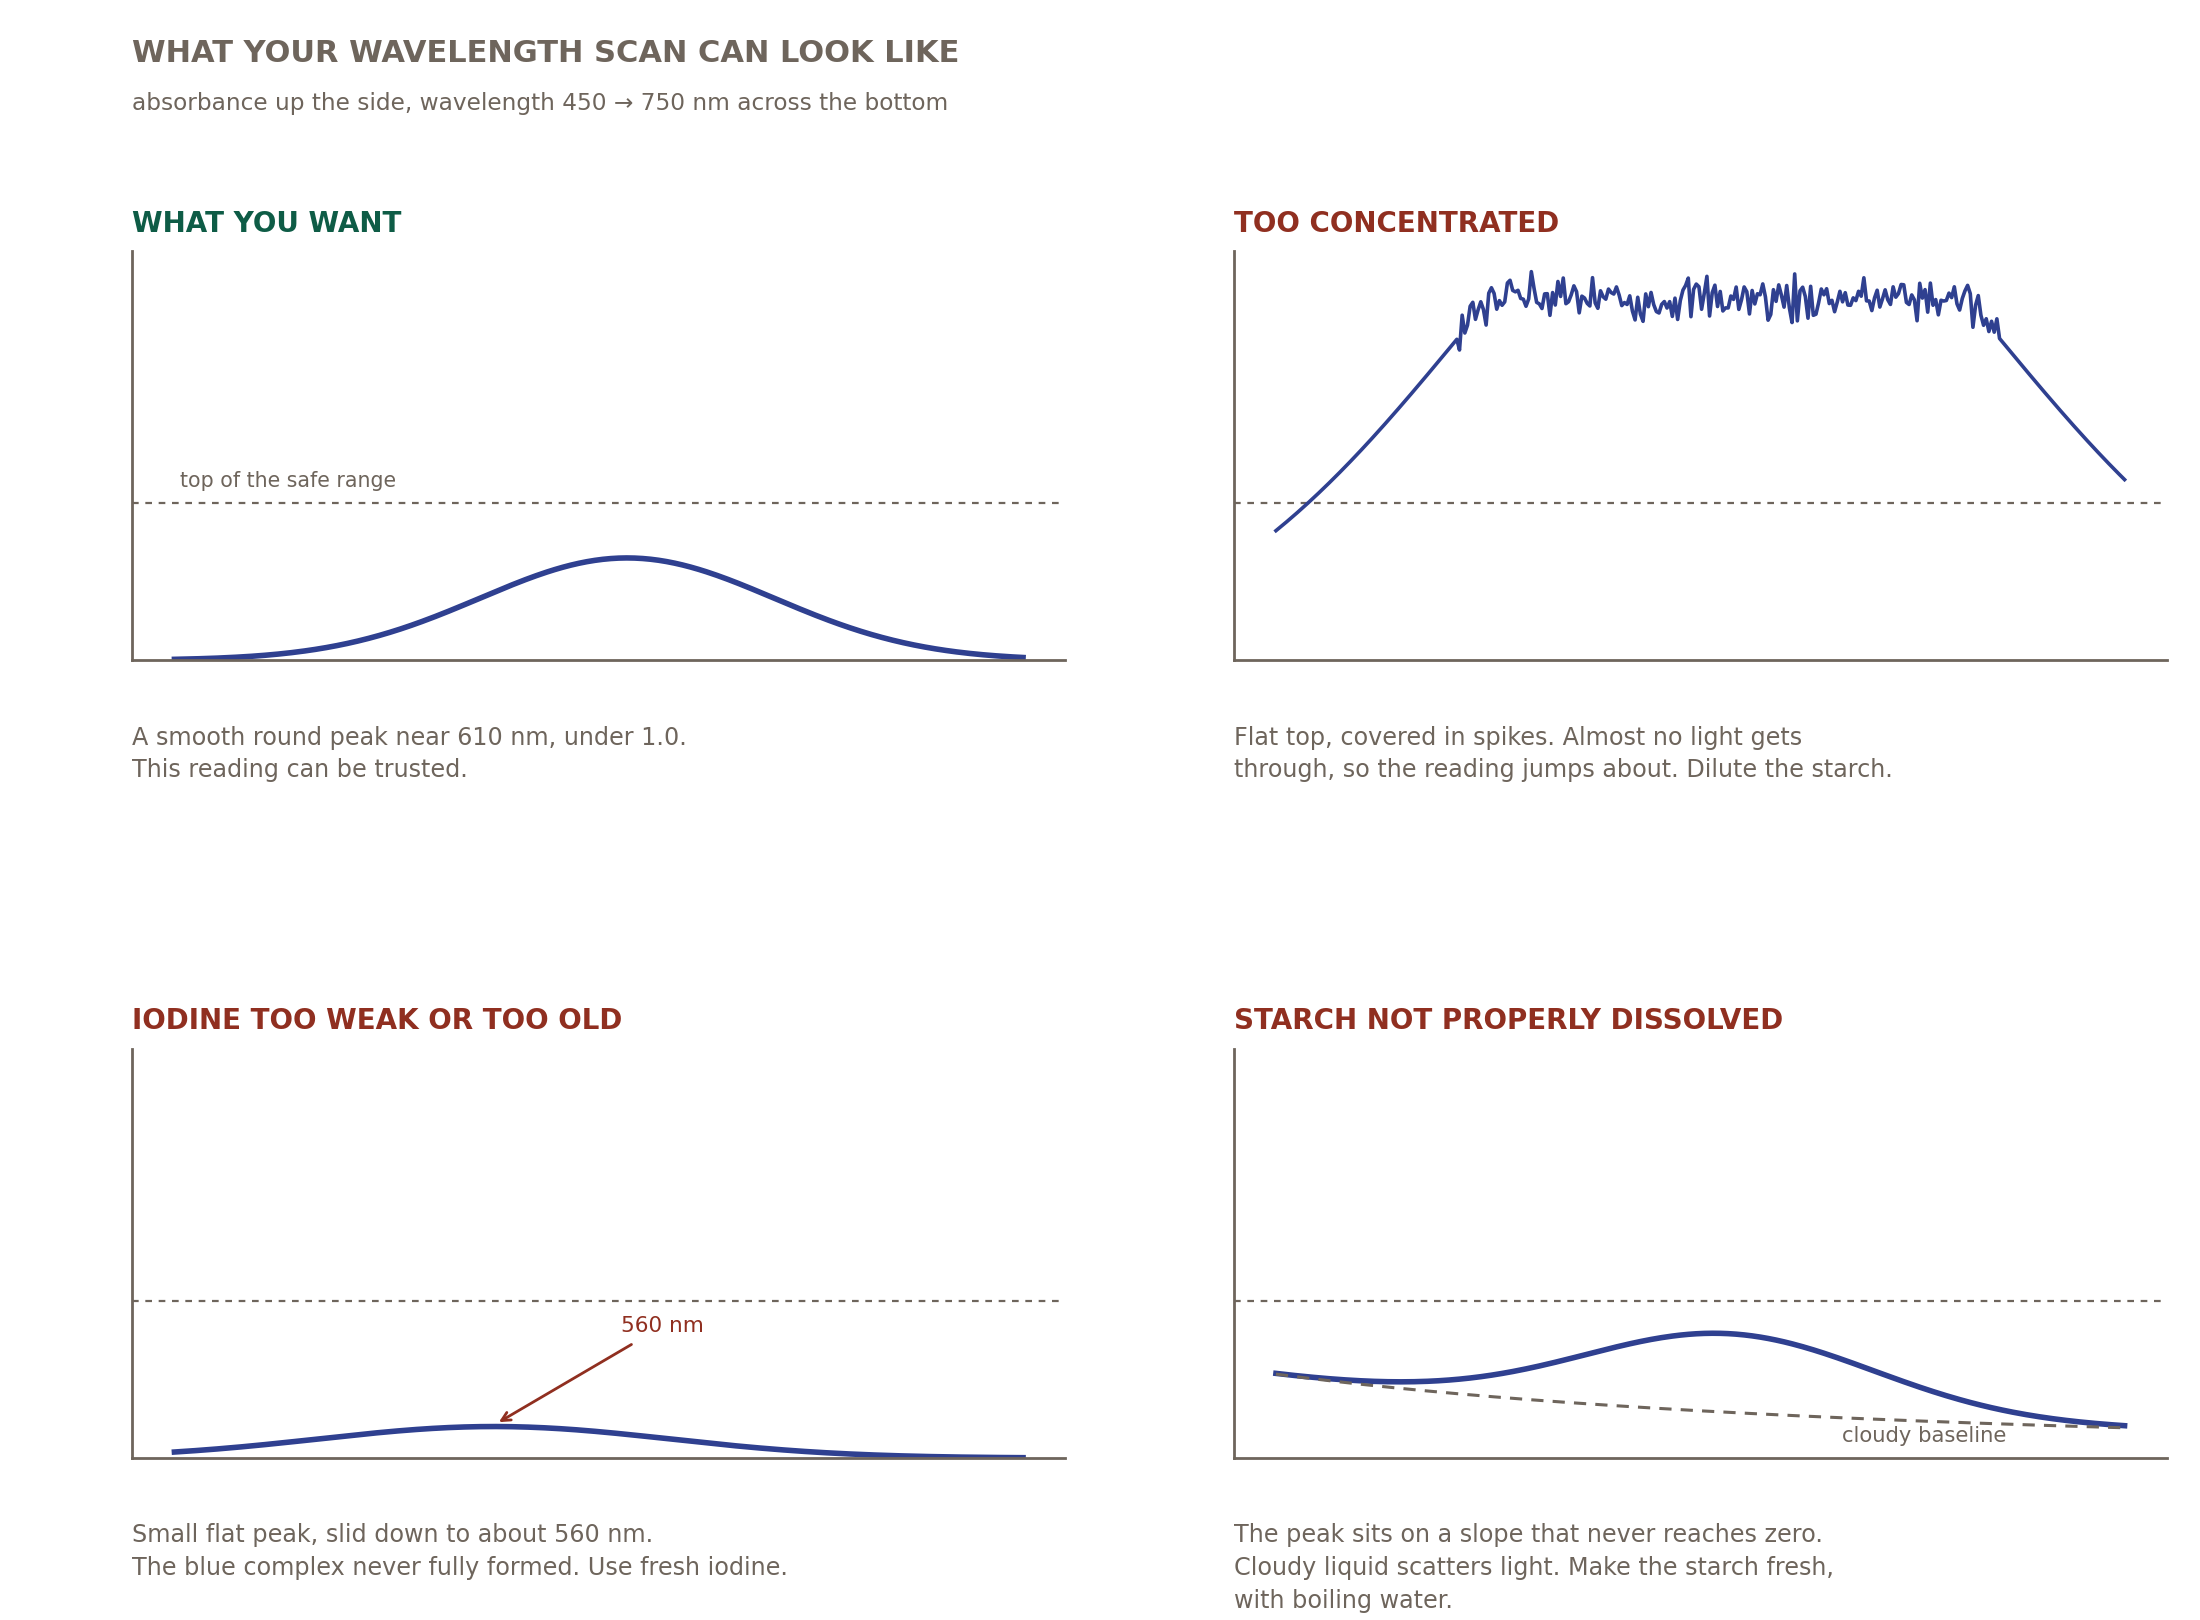 WHAT YOUR WAVELENGTH SCAN CAN LOOK LIKE
absorbance up the side, wavelength 450 → 750 nm across the bottom
WHAT YOU WANT
top of the safe range
A smooth round peak near 610 nm, under 1.0.
This reading can be trusted.
TOO CONCENTRATED
Flat top, covered in spikes. Almost no light gets
through, so the reading jumps about. Dilute the starch.
IODINE TOO WEAK OR TOO OLD
560 nm
Small flat peak, slid down to about 560 nm.
The blue complex never fully formed. Use fresh iodine.
STARCH NOT PROPERLY DISSOLVED
cloudy baseline
The peak sits on a slope that never reaches zero.
Cloudy liquid scatters light. Make the starch fresh,
with boiling water.